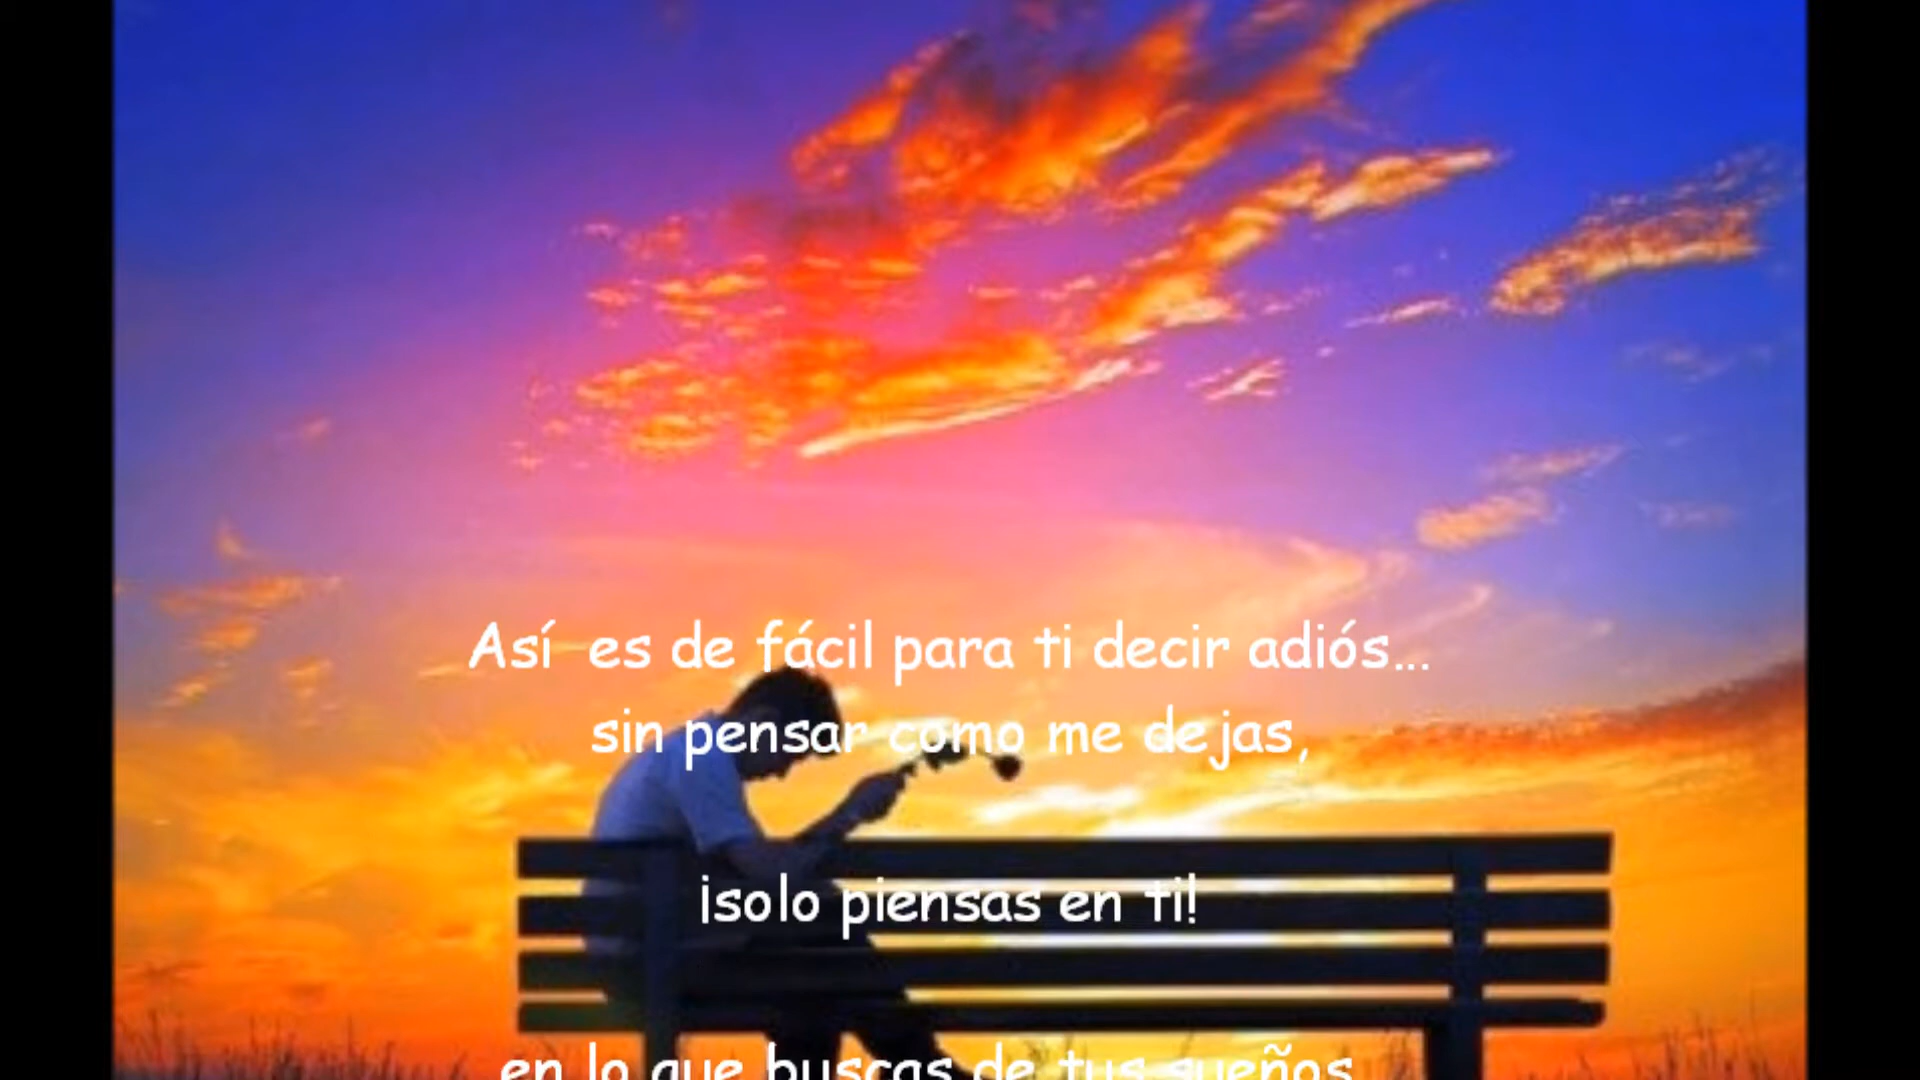 Así es de fácil para ti decir adiós...
sin pensar como me dejas,
¡solo piensas en ti!
en lo que buscas de tus sueños